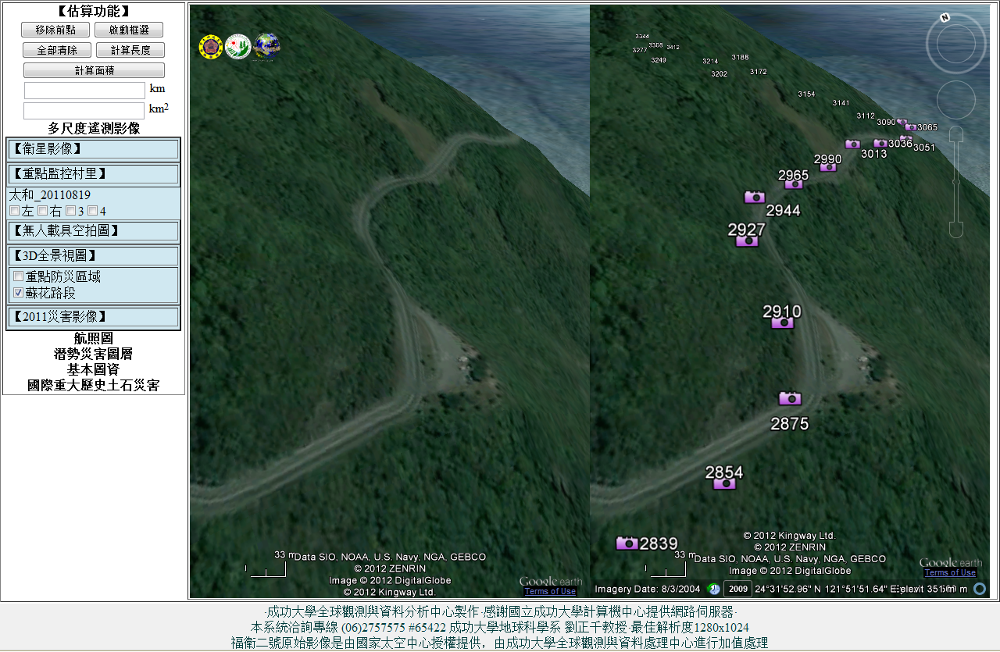 【估算功能】
移除前點 啟動框選
全部清除 計算長度
計算面積
km
km2
多尺度遙測影像
【衛星影像】
【重點監控村里】
太和_20110819
左 右 3 4
【無人載具空拍圖】
【3D全景視圖】
重點防災區域
蘇花路段
【2011災害影像】
航照圖
潛勢災害圖層
基本圖資
國際重大歷史土石災害
33 m
Data SIO, NOAA, U.S. Navy, NGA, GEBCO
© 2012 ZENRIN
Image © 2012 DigitalGlobe
© 2012 Kingway Ltd.
Google earth
Terms of Use
N
3344
3308
3412
3277
3249
3214
3188
3202
3172
3154
3141
3112
3090
3065
3036
3051
3013
2990
2965
2944
2927
2910
2875
2854
2839
33 m
© 2012 Kingway Ltd.
© 2012 ZENRIN
Data SIO, NOAA, U.S. Navy, NGA, GEBCO
Image © 2012 DigitalGlobe
Google earth
Terms of Use
Imagery Date: 8/3/2004 2009 24°31'52.96" N 121°51'51.64" E
·成功大學全球觀測與資料分析中心製作·感謝國立成功大學計算機中心提供網路伺服器·
本系統洽詢專線 (06)2757575 #65422 成功大學地球科學系 劉正千教授·最佳解析度1280x1024
福衛二號原始影像是由國家太空中心授權提供，由成功大學全球觀測與資料處理中心進行加值處理